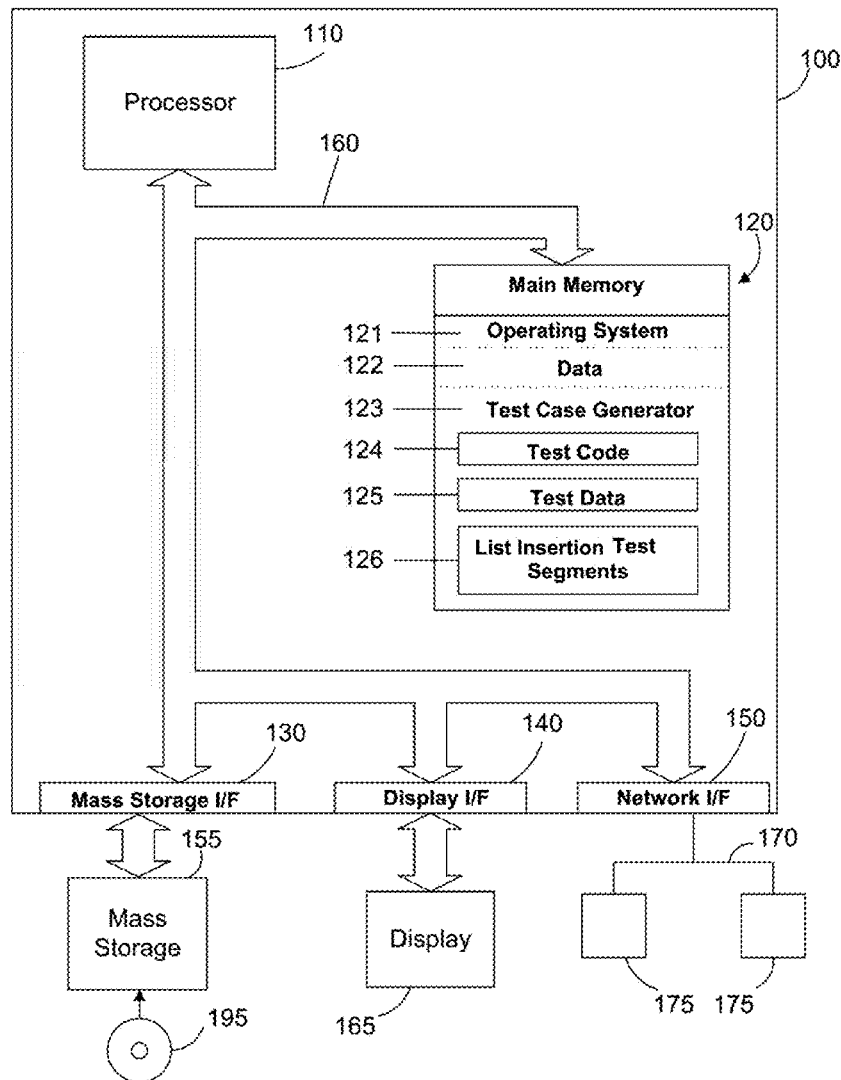 110
100
Processor
160
120
Main Memory
121
Operating System
122
Data
123
Test Case Generator
124
Test Code
125
Test Data
126
List Insertion Test
Segments
130
140
150
Mass Storage I/F
Display I/F
Network I/F
155
170
Mass
Storage
Display
175
175
195
165